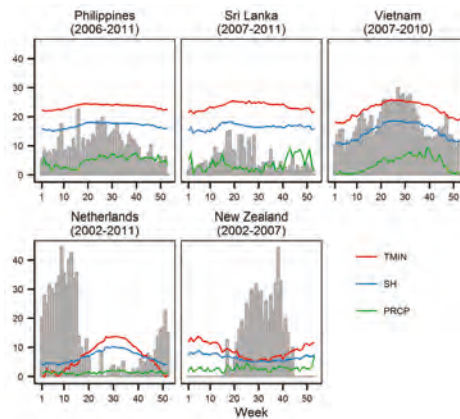 Philippines
(2006-2011)
Sri Lanka
(2007-2011)
Vietnam
(2007-2010)
40
30
20
10
0
1 10 20 30 40 50
1 10 20 30 40 50
1 10 20 30 40 50
Netherlands
(2002-2011)
New Zealand
(2002-2007)
40
30
20
10
0
1 10 20 30 40 50
1 10 20 30 40 50
TMIN
SH
PRCP
Week